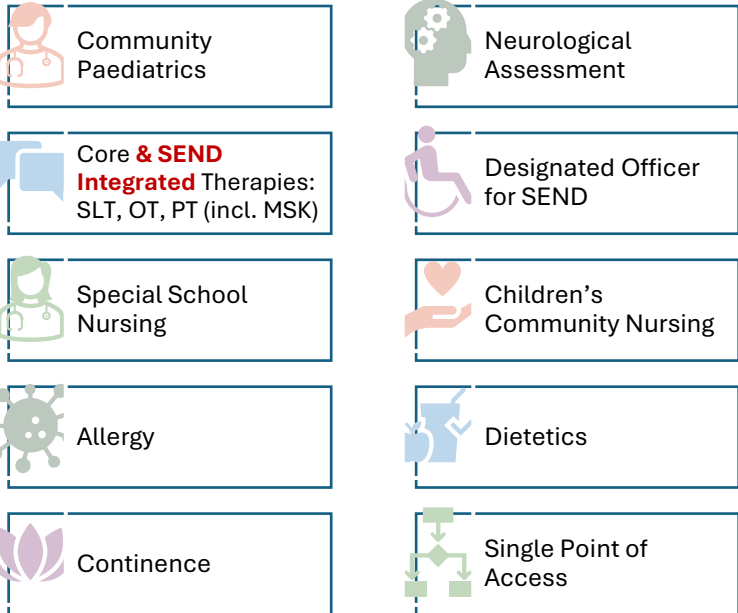 Community
Paediatrics
Neurological
Assessment
Core & SEND
Integrated Therapies:
SLT, OT, PT (incl. MSK)
Designated Officer
for SEND
Special School
Nursing
Children’s
Community Nursing
Allergy
Dietetics
Continence
Single Point of
Access